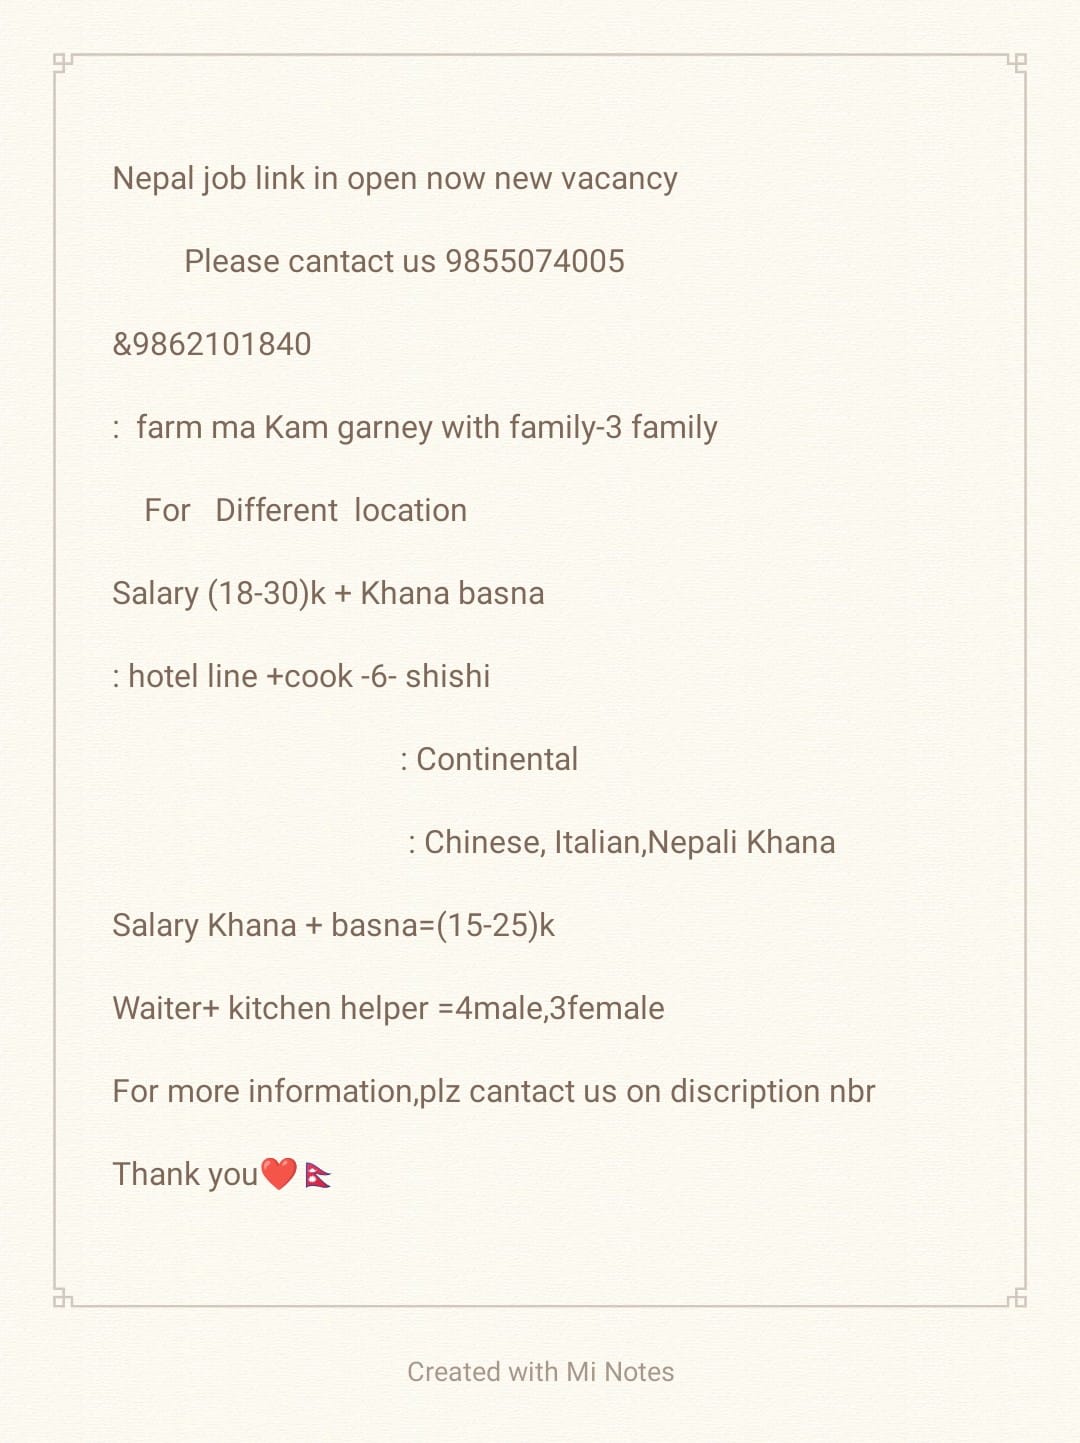 Nepal job link in open now new vacancy
Please cantact us 9855074005
&9862101840
: farm ma Kam garney with family-3 family
For Different location
Salary (18-30)k + Khana basna
: hotel line +cook -6- shishi
: Continental
: Chinese, Italian,Nepali Khana
Salary Khana + basna=(15-25)k
Waiter+ kitchen helper =4male,3female
For more information,plz cantact us on discription nbr
Thank you❤️🇳🇵
Created with Mi Notes